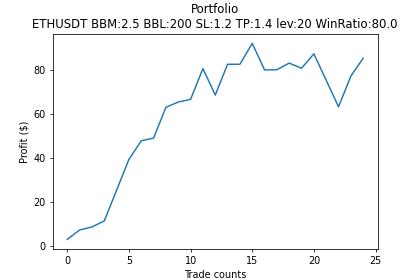 Portfolio
ETHUSDT BBM:2.5 BBL:200 SL:1.2 TP:1.4 lev:20 WinRatio:80.0
Profit ($)
80
60
40
20
0
0 5 10 15 20 25
Trade counts